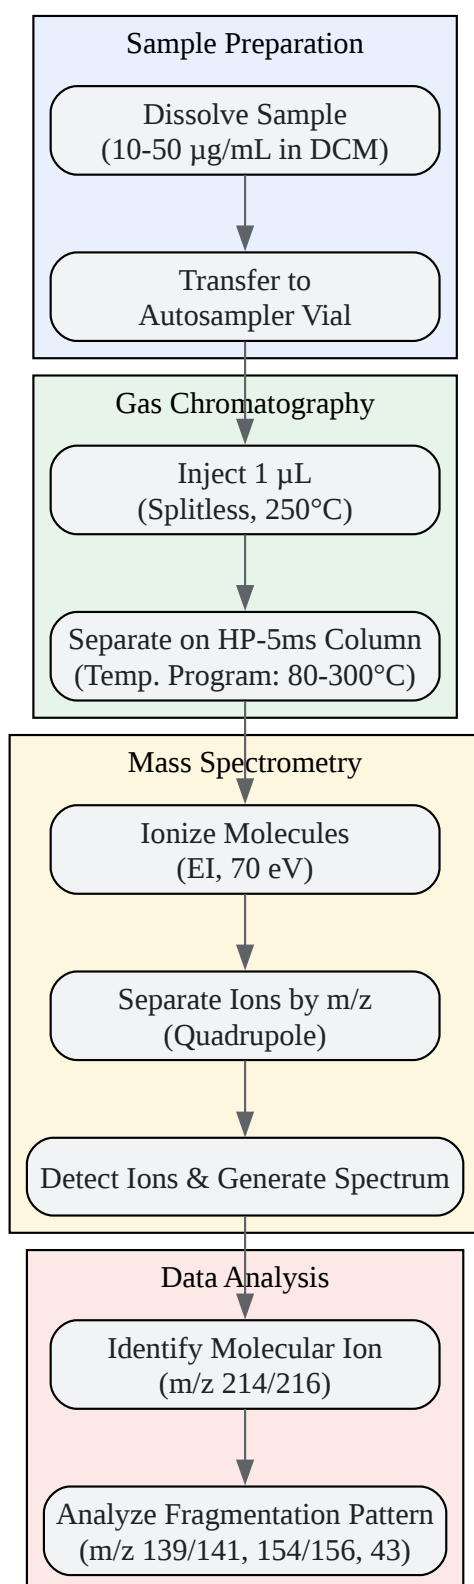 Sample Preparation
Dissolve Sample
(10-50 µg/mL in DCM)
Transfer to
Autosampler Vial
Gas Chromatography
Inject 1 µL
(Splitless, 250°C)
Separate on HP-5ms Column
(Temp. Program: 80-300°C)
Mass Spectrometry
Ionize Molecules
(EI, 70 eV)
Separate Ions by m/z
(Quadrupole)
Detect Ions & Generate Spectrum
Data Analysis
Identify Molecular Ion
(m/z 214/216)
Analyze Fragmentation Pattern
(m/z 139/141, 154/156, 43)